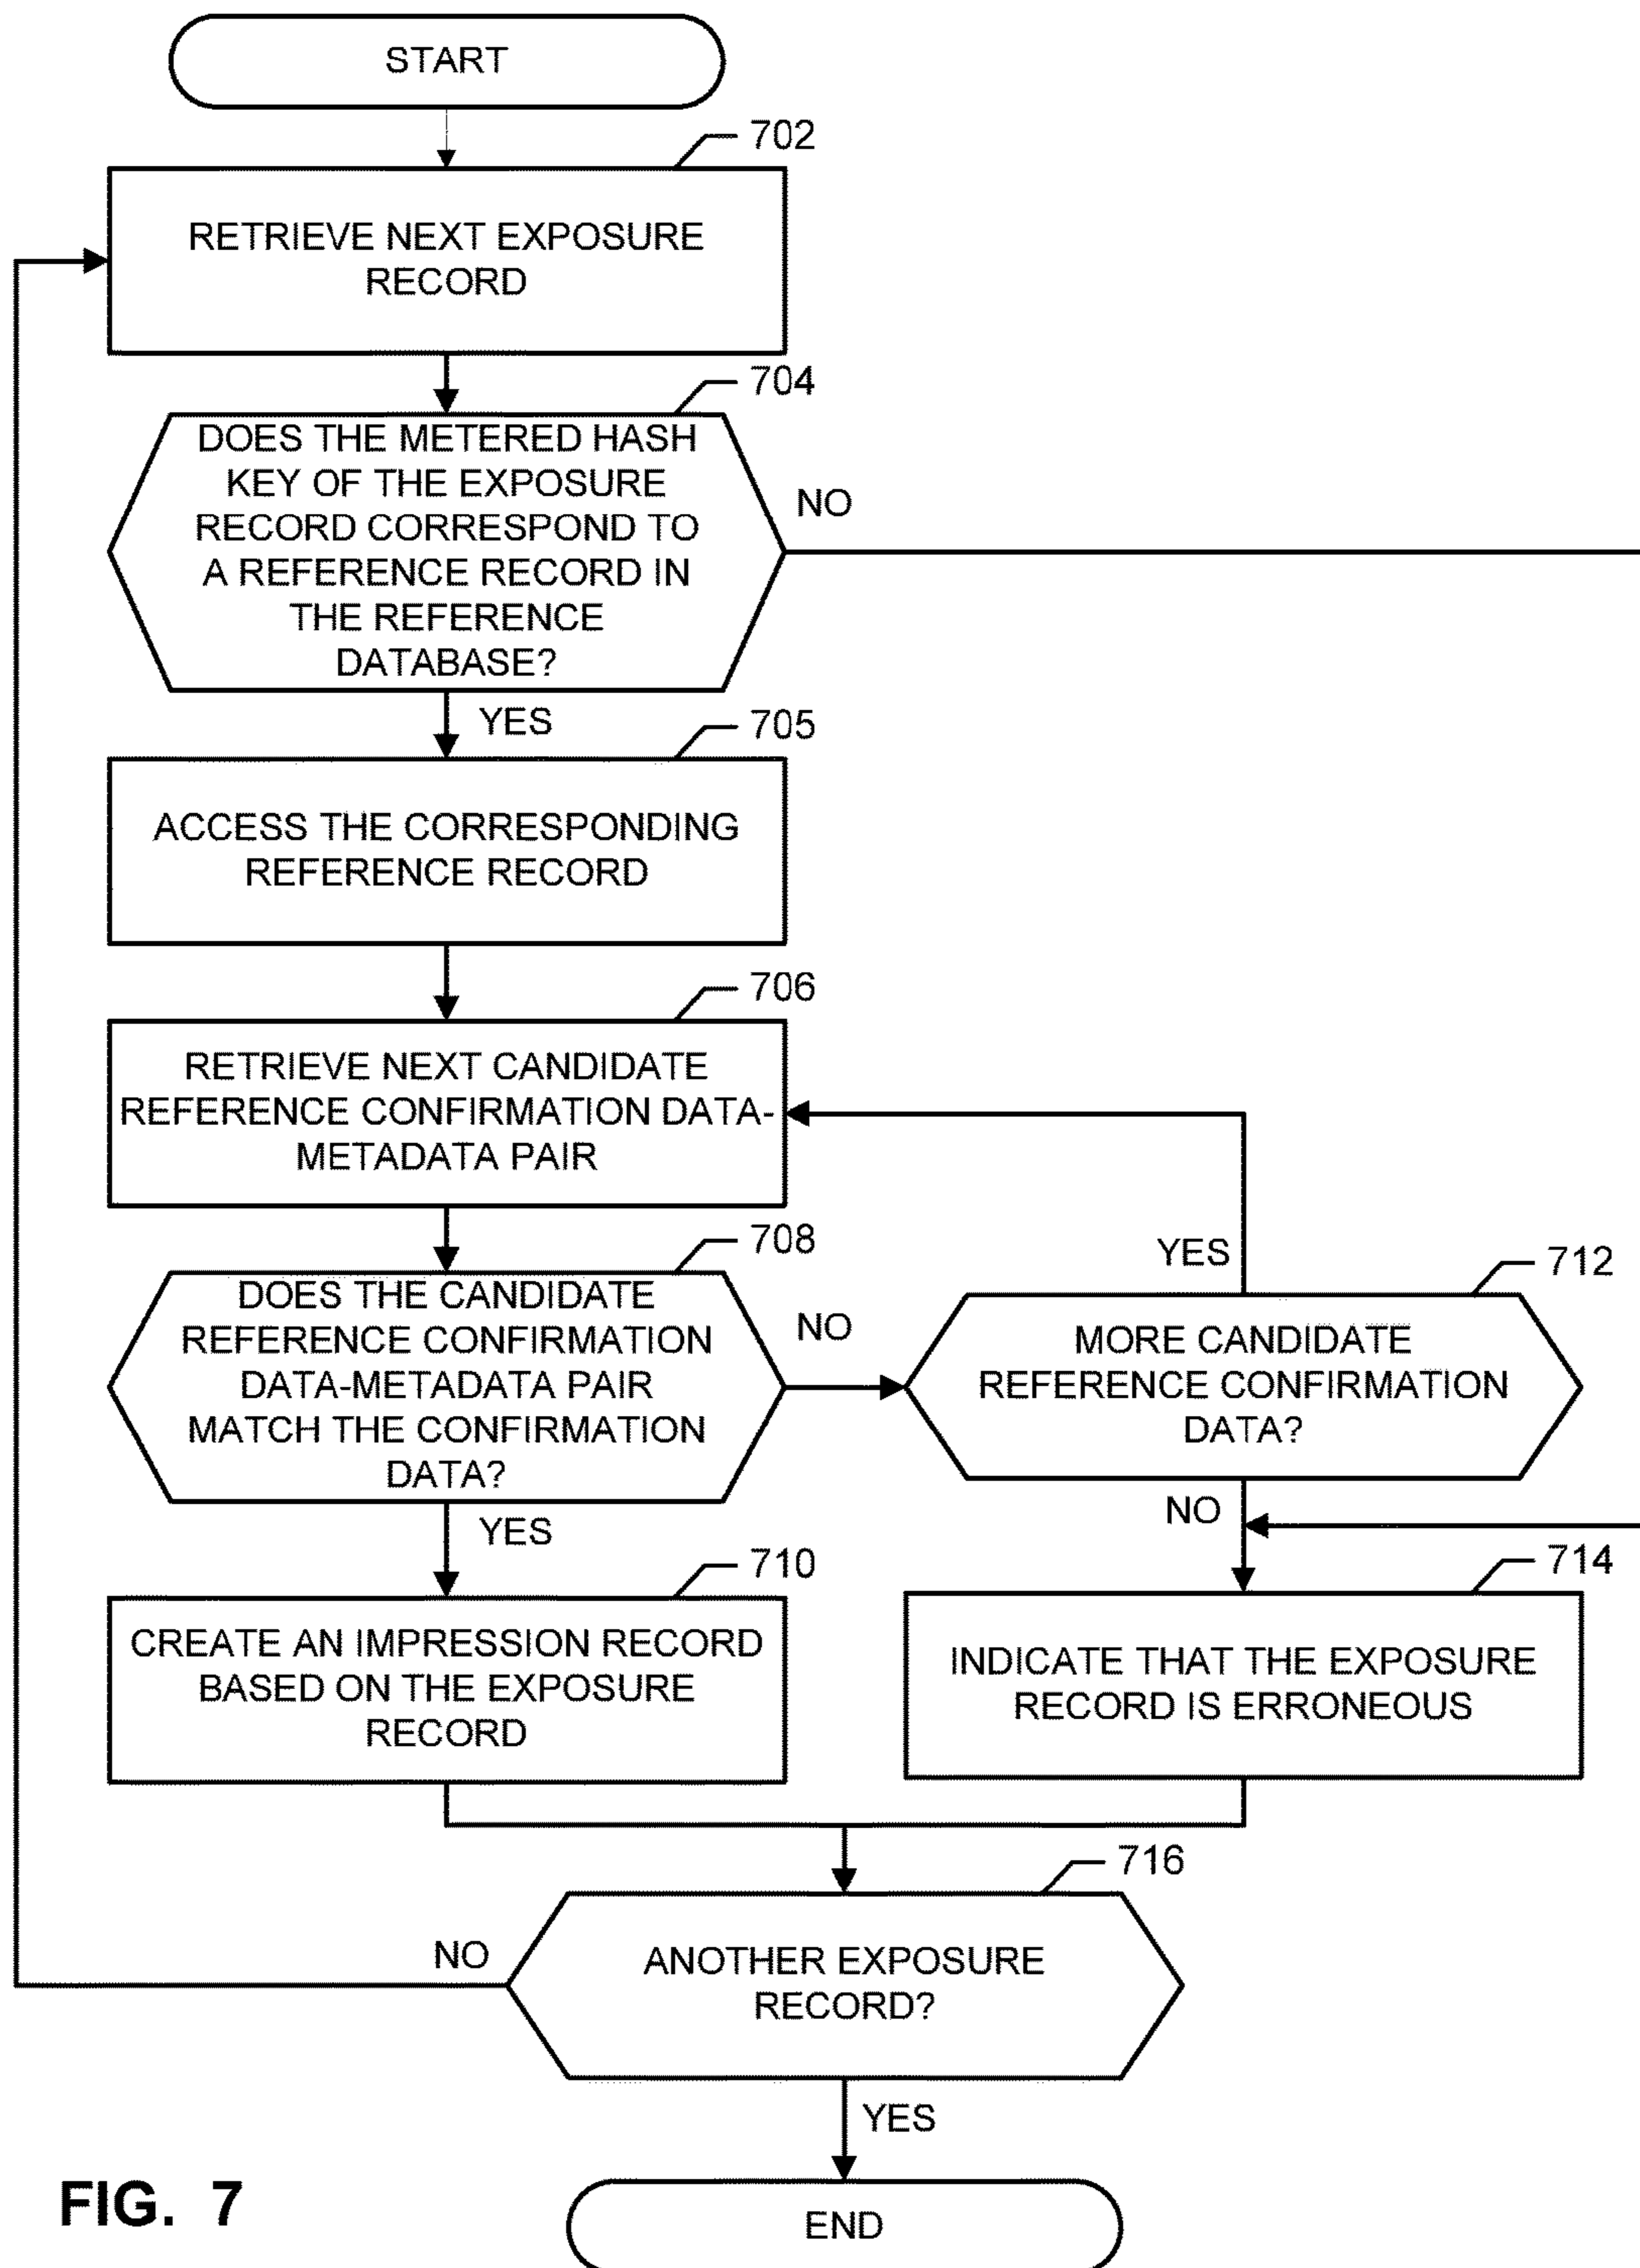 START
702
RETRIEVE NEXT EXPOSURE
RECORD
704
DOES THE METERED HASH
KEY OF THE EXPOSURE
RECORD CORRESPOND TO
A REFERENCE RECORD IN
THE REFERENCE
DATABASE?
NO
YES
705
ACCESS THE CORRESPONDING
REFERENCE RECORD
706
RETRIEVE NEXT CANDIDATE
REFERENCE CONFIRMATION DATA-
METADATA PAIR
708
DOES THE CANDIDATE
REFERENCE CONFIRMATION
DATA-METADATA PAIR
MATCH THE CONFIRMATION
DATA?
NO
YES
YES
712
MORE CANDIDATE
REFERENCE CONFIRMATION
DATA?
NO
710
CREATE AN IMPRESSION RECORD
BASED ON THE EXPOSURE
RECORD
714
INDICATE THAT THE EXPOSURE
RECORD IS ERRONEOUS
716
ANOTHER EXPOSURE
RECORD?
NO
YES
END
FIG. 7